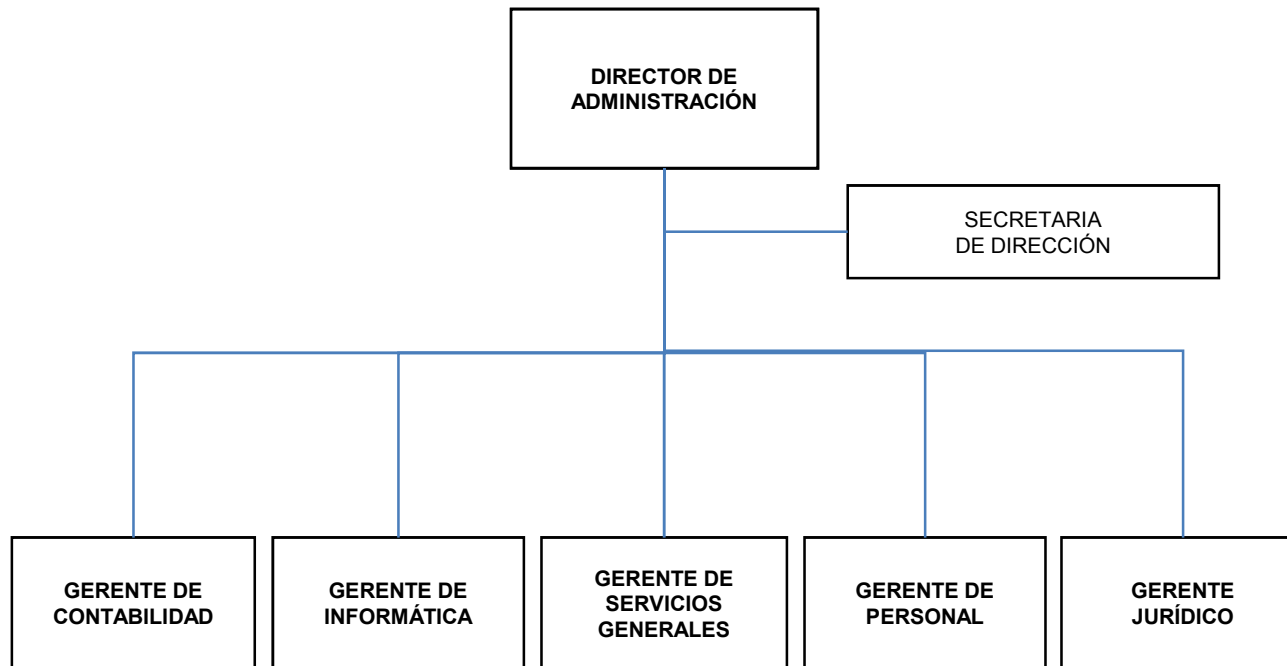 DIRECTOR DE
ADMINISTRACIÓN
SECRETARIA
DE DIRECCIÓN
GERENTE DE
CONTABILIDAD
GERENTE DE
INFORMÁTICA
GERENTE DE
SERVICIOS
GENERALES
GERENTE DE
PERSONAL
GERENTE
JURÍDICO